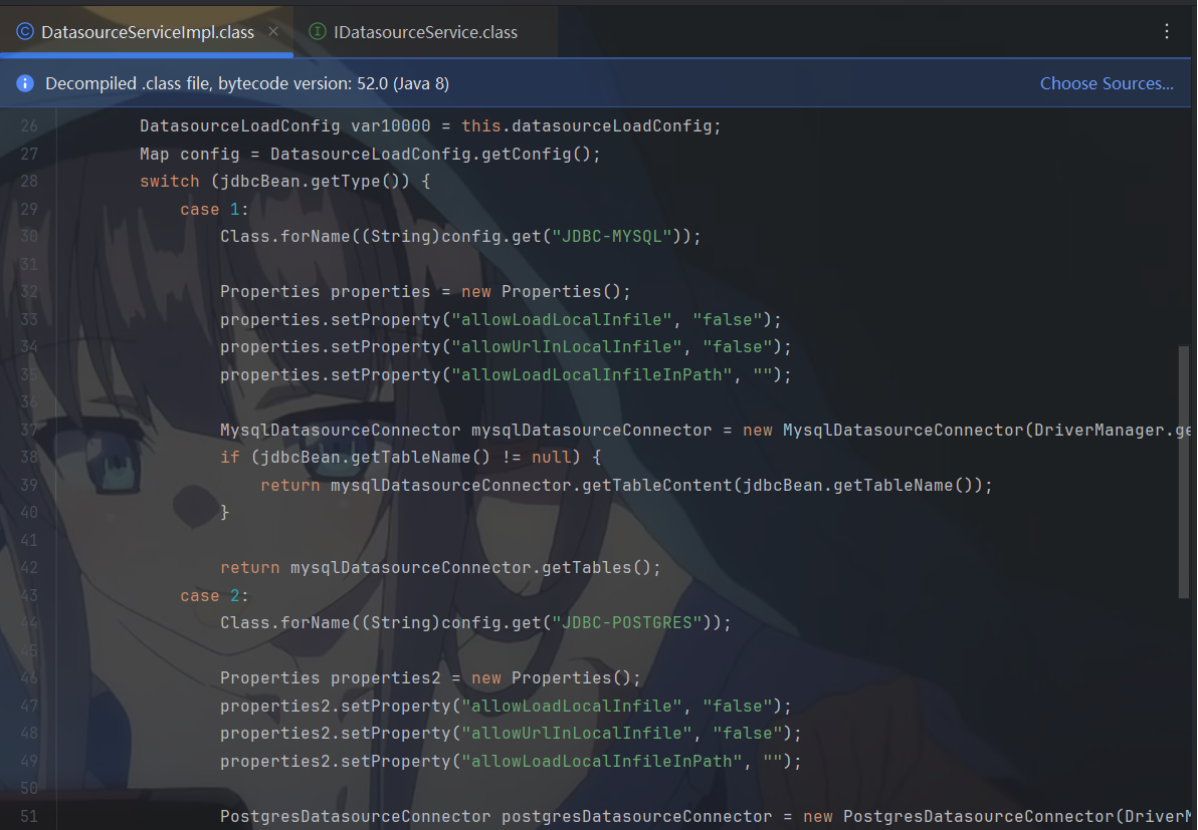 DatasourceServiceImpl.class IDatasourceService.class
Decompiled .class file, bytecode version: 52.0 (Java 8) Choose Sources...
26 DatasourceLoadConfig var10000 = this.datasourceLoadConfig;
27 Map config = DatasourceLoadConfig.getConfig();
28 switch (jdbcBean.getType()) {
29 case 1:
30 Class.forName((String)config.get("JDBC-MYSQL"));
31
32 Properties properties = new Properties();
33 properties.setProperty("allowLoadLocalInfile", "false");
34 properties.setProperty("allowUrlInLocalInfile", "false");
35 properties.setProperty("allowLoadLocalInfileInPath", "");
36
37 MysqlDatasourceConnector mysqlDatasourceConnector = new MysqlDatasourceConnector(DriverManager.ge
38 if (jdbcBean.getTableName() != null) {
39 return mysqlDatasourceConnector.getTableContent(jdbcBean.getTableName());
40 }
41
42 return mysqlDatasourceConnector.getTables();
43 case 2:
44 Class.forName((String)config.get("JDBC-POSTGRES"));
45
46 Properties properties2 = new Properties();
47 properties2.setProperty("allowLoadLocalInfile", "false");
48 properties2.setProperty("allowUrlInLocalInfile", "false");
49 properties2.setProperty("allowLoadLocalInfileInPath", "");
50
51 PostgresDatasourceConnector postgresDatasourceConnector = new PostgresDatasourceConnector(DriverM